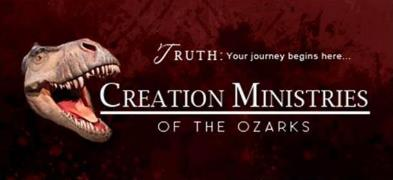 TRUTH: Your journey begins here...
CREATION MINISTRIES
OF THE OZARKS